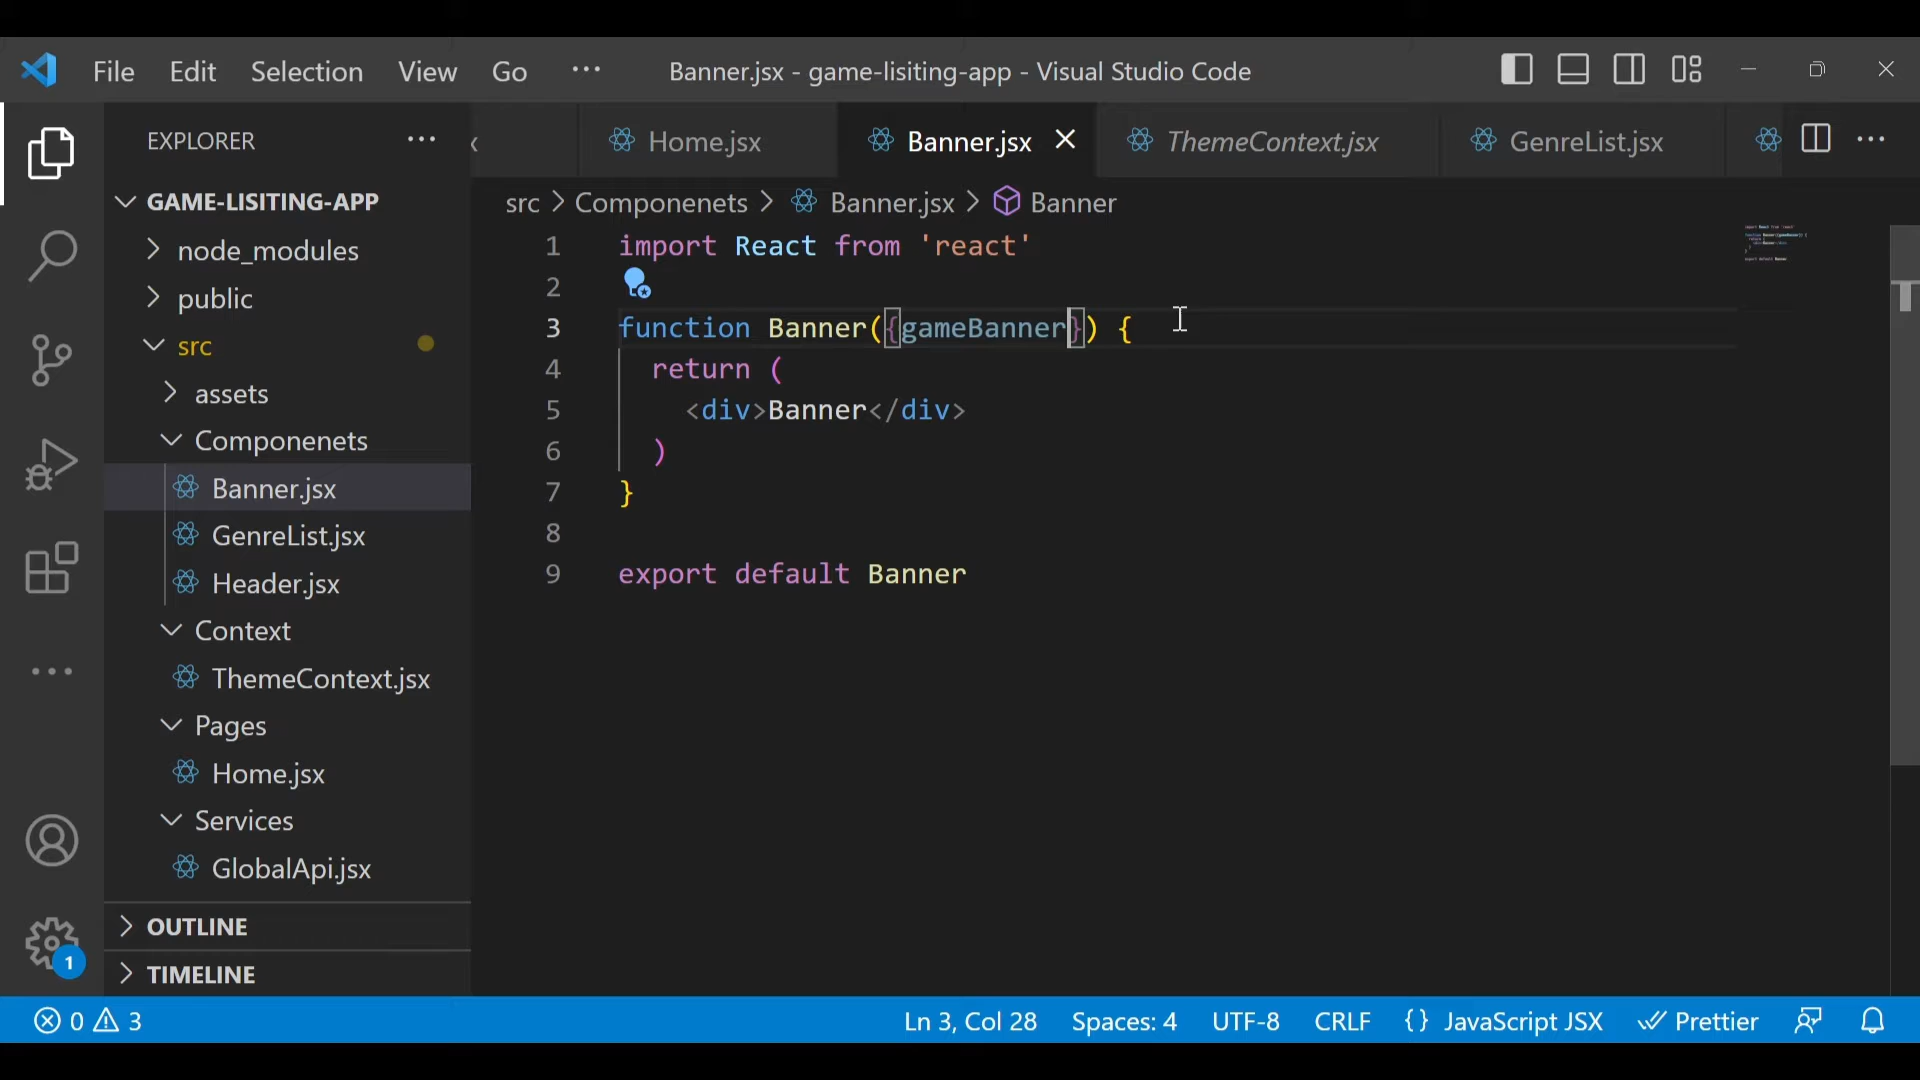 File Edit Selection View Go ··· Banner.jsx - game-lisiting-app - Visual Studio Code
EXPLORER ···
Home.jsx Banner.jsx ThemeContext.jsx GenreList.jsx ···
GAME-LISITING-APP
src > Componenets > Banner.jsx > Banner
node_modules
public
src
assets
Componenets
Banner.jsx
GenreList.jsx
Header.jsx
Context
ThemeContext.jsx
Pages
Home.jsx
Services
GlobalApi.jsx
OUTLINE
TIMELINE
1 import React from 'react'
2
3 function Banner({gameBanner}) {
4 return (
5 <div>Banner</div>
6 )
7 }
8
9 export default Banner
1
0 3 Ln 3, Col 28 Spaces: 4 UTF-8 CRLF {} JavaScript JSX Prettier